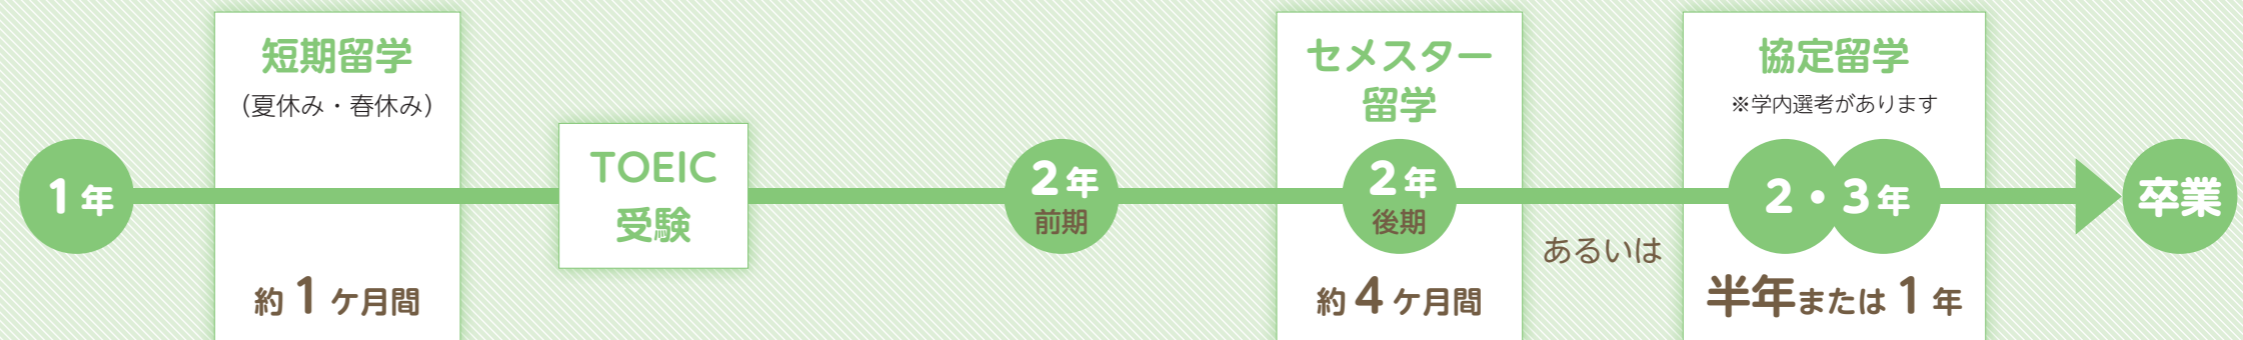 1年
短期留学
(夏休み・春休み)
約1ケ月間
TOEIC
受験
2年
前期
セメスター
留学
2年
後期
約4ケ月間
あるいは
協定留学
※学内選考があります
2・3年
半年または1年
卒業